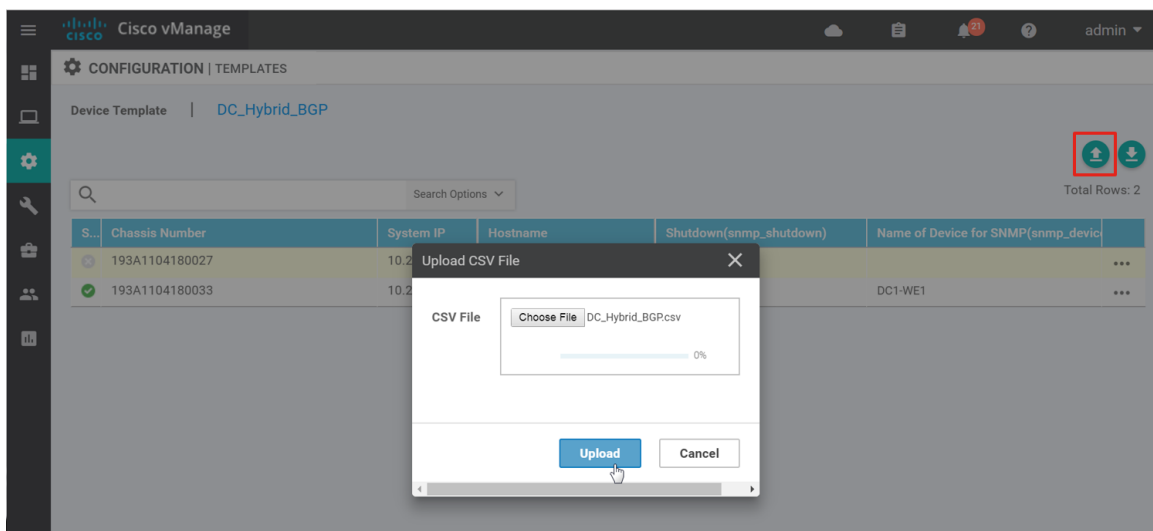 cisco Cisco vManage 21 admin
CONFIGURATION | TEMPLATES
Device Template | DC_Hybrid_BGP
Search Options
Total Rows: 2
S... Chassis Number System IP Hostname Shutdown(snmp_shutdown) Name of Device for SNMP(snmp_devic
193A1104180027 10.2
193A1104180033 10.2 DC1-WE1
Upload CSV File
CSV File Choose File DC_Hybrid_BGP.csv
0%
Upload Cancel